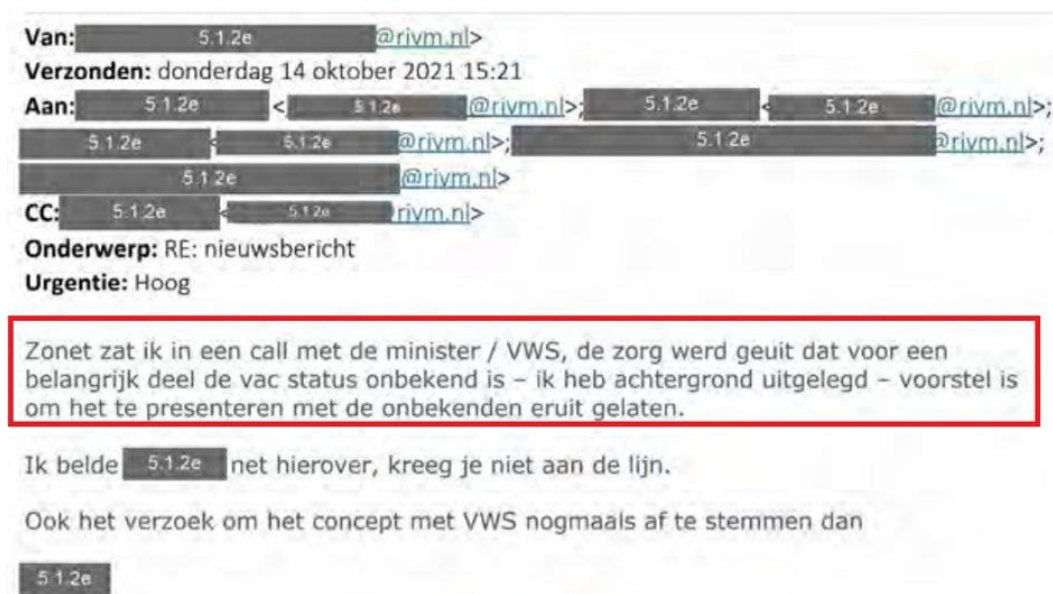 Van: 5.1.2e @rivm.nl>
Verzonden: donderdag 14 oktober 2021 15:21
Aan: 5.1.2e < 5.1.2e @rivm.nl>; 5.1.2e < 5.1.2e @rivm.nl>;
5.1.2e < 5.1.2e @rivm.nl>; 5.1.2e @rivm.nl>;
5.1.2e @rivm.nl>
CC: 5.1.2e < 5.1.2e rivm.nl>
Onderwerp: RE: nieuwsbericht
Urgentie: Hoog
Zonet zat ik in een call met de minister / VWS, de zorg werd geuit dat voor een
belangrijk deel de vac status onbekend is – ik heb achtergrond uitgelegd – voorstel is
om het te presenteren met de onbekenden eruit gelaten.
Ik belde 5.1.2e net hierover, kreeg je niet aan de lijn.
Ook het verzoek om het concept met VWS nogmaals af te stemmen dan
5.1.2e